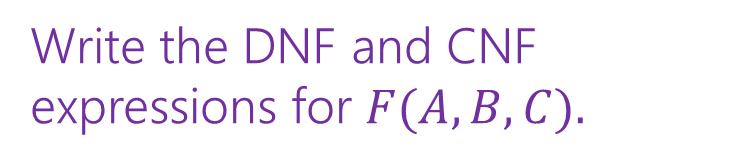 Write the DNF and CNF
expressions for F(A, B, C).